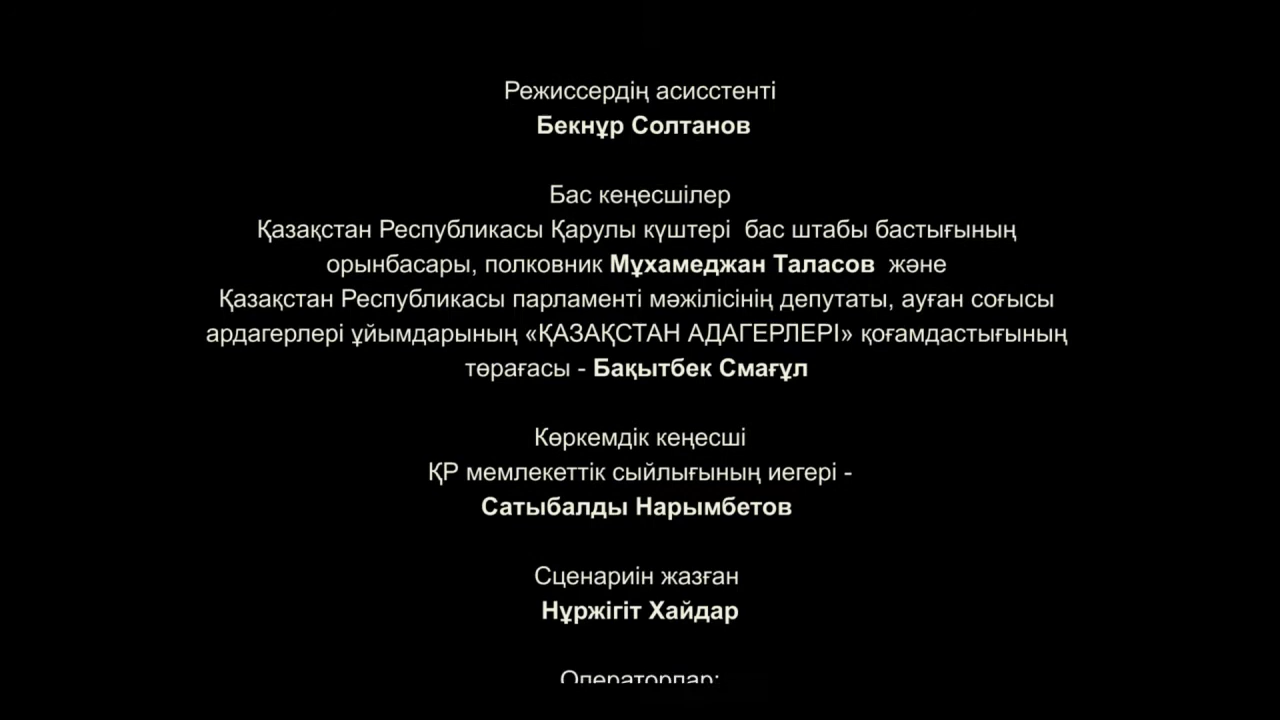 Режиссердің асисстенті
Бекнұр Солтанов
Бас кеңесшілер
Қазақстан Республикасы Қарулы күштері бас штабы бастығының
орынбасары, полковник Мұхамеджан Таласов және
Қазақстан Республикасы парламенті мәжілісінің депутаты, ауған соғысы
ардагерлері ұйымдарының «ҚАЗАҚСТАН АДАГЕРЛЕРІ» қоғамдастығының
төрағасы - Бақытбек Смағұл
Көркемдік кеңесші
ҚР мемлекеттік сыйлығының иегері -
Сатыбалды Нарымбетов
Сценариін жазған
Нұржігіт Хайдар
Операторлар: